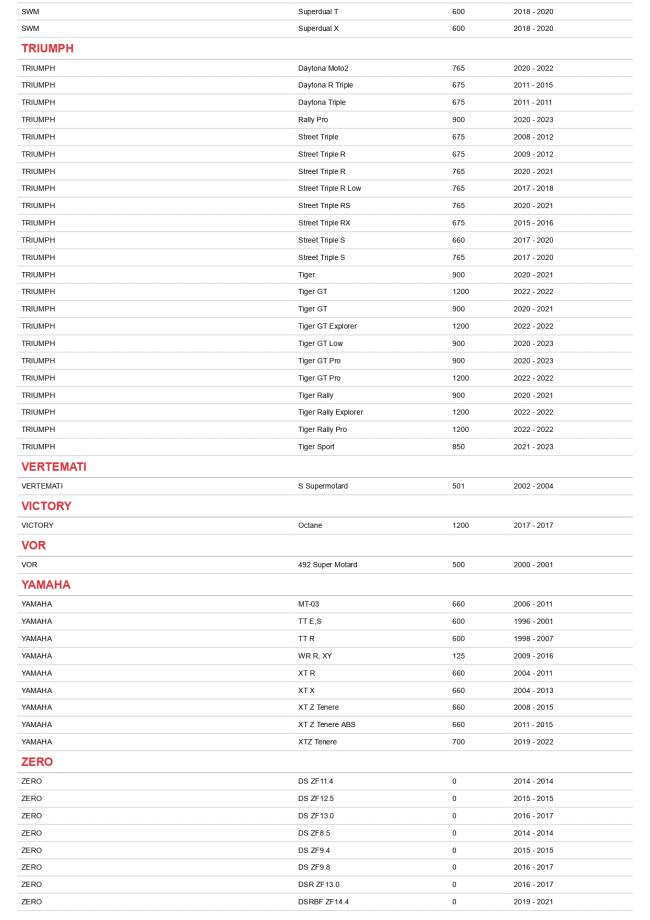 SWM Superdual T 600 2018 - 2020
SWM Superdual X 600 2018 - 2020
TRIUMPH
TRIUMPH Daytona Moto2 765 2020 - 2022
TRIUMPH Daytona R Triple 675 2011 - 2015
TRIUMPH Daytona Triple 675 2011 - 2011
TRIUMPH Rally Pro 900 2020 - 2023
TRIUMPH Street Triple 675 2008 - 2012
TRIUMPH Street Triple R 675 2009 - 2012
TRIUMPH Street Triple R 765 2020 - 2021
TRIUMPH Street Triple R Low 765 2017 - 2018
TRIUMPH Street Triple RS 765 2020 - 2021
TRIUMPH Street Triple RX 675 2015 - 2016
TRIUMPH Street Triple S 660 2017 - 2020
TRIUMPH Street Triple S 765 2017 - 2020
TRIUMPH Tiger 900 2020 - 2021
TRIUMPH Tiger GT 1200 2022 - 2022
TRIUMPH Tiger GT 900 2020 - 2021
TRIUMPH Tiger GT Explorer 1200 2022 - 2022
TRIUMPH Tiger GT Low 900 2020 - 2023
TRIUMPH Tiger GT Pro 900 2020 - 2023
TRIUMPH Tiger GT Pro 1200 2022 - 2022
TRIUMPH Tiger Rally 900 2020 - 2021
TRIUMPH Tiger Rally Explorer 1200 2022 - 2022
TRIUMPH Tiger Rally Pro 1200 2022 - 2022
TRIUMPH Tiger Sport 850 2021 - 2023
VERTEMATI
VERTEMATI S Supermotard 501 2002 - 2004
VICTORY
VICTORY Octane 1200 2017 - 2017
VOR
VOR 492 Super Motard 500 2000 - 2001
YAMAHA
YAMAHA MT-03 660 2006 - 2011
YAMAHA TT E,S 600 1996 - 2001
YAMAHA TT R 600 1998 - 2007
YAMAHA WR R, XY 125 2009 - 2016
YAMAHA XT R 660 2004 - 2011
YAMAHA XT X 660 2004 - 2013
YAMAHA XT Z Tenere 660 2008 - 2015
YAMAHA XT Z Tenere ABS 660 2011 - 2015
YAMAHA XTZ Tenere 700 2019 - 2022
ZERO
ZERO DS ZF11.4 0 2014 - 2014
ZERO DS ZF12.5 0 2015 - 2015
ZERO DS ZF13.0 0 2016 - 2017
ZERO DS ZF8.5 0 2014 - 2014
ZERO DS ZF9.4 0 2015 - 2015
ZERO DS ZF9.8 0 2016 - 2017
ZERO DSR ZF13.0 0 2016 - 2017
ZERO DSRBF ZF14.4 0 2019 - 2021